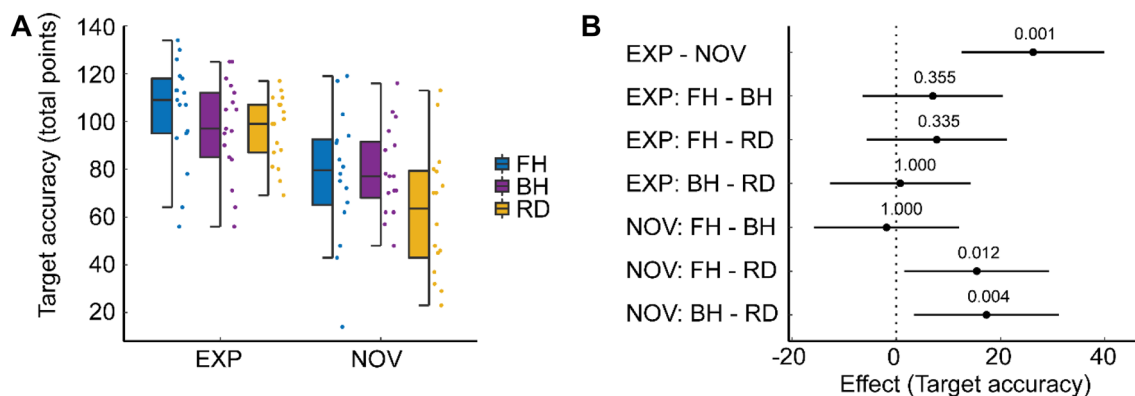 A
Target accuracy (total points)
140
120
100
80
60
40
20
EXP
NOV
FH
BH
RD
B
EXP - NOV
EXP: FH - BH
EXP: FH - RD
EXP: BH - RD
NOV: FH - BH
NOV: FH - RD
NOV: BH - RD
0.001
0.355
0.335
1.000
1.000
0.012
0.004
-20
0
20
40
Effect (Target accuracy)